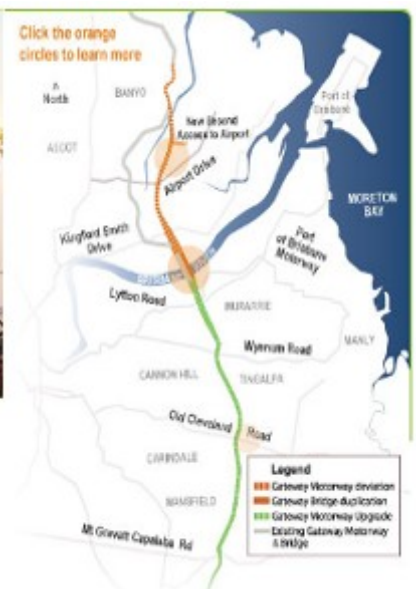 Click the orange
circles to learn more
North
BANYO
Port of
Brisbane
New Second
Access to Airport
ASCOT
Airport Drive
MORETON
BAY
Kingsford Smith
Drive
Port
of Brisbane
Motorway
BRISBANE RIVER
Lytton Road
MURARRIE
Wynnum Road
MANLY
CANNON HILL
TINGALPA
Old Cleveland Road
CARINDALE
MANSFIELD
Mt Gravatt Capalaba Rd
Legend
Gateway Motorway deviation
Gateway Bridge duplication
Gateway Motorway Upgrade
Existing Gateway Motorway
& Bridge